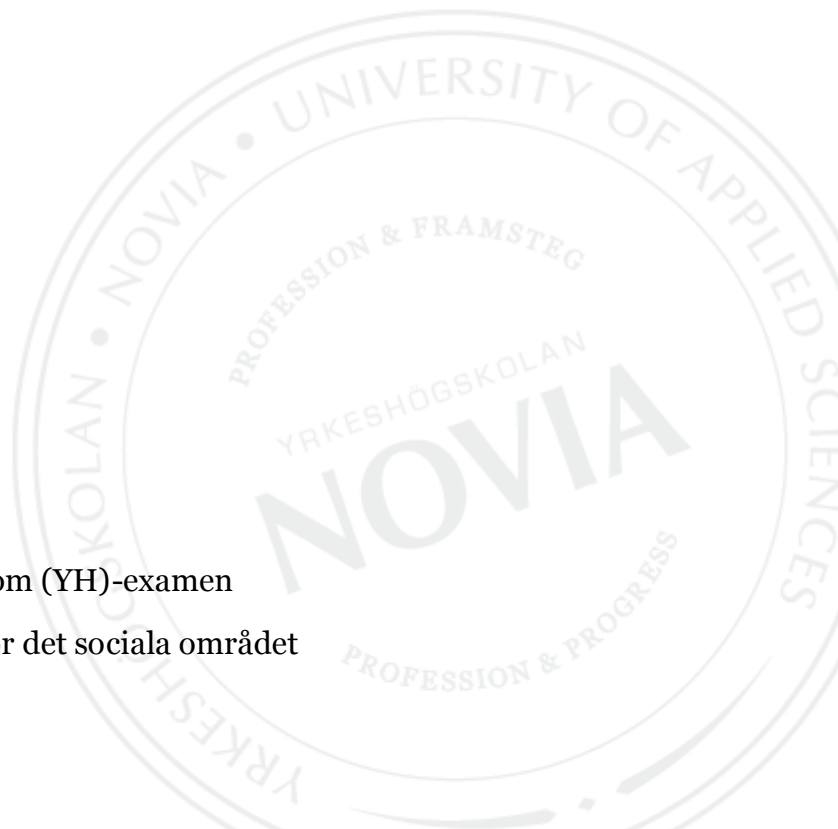 YRKESHÖGSKOLAN • NOVIA • UNIVERSITY OF APPLIED SCIENCES
PROFESSION & FRAMSTEG
YRKESHÖGSKOLAN
NOVIA
PROFESSION & PROGRESS
om (YH)-examen
r det sociala området